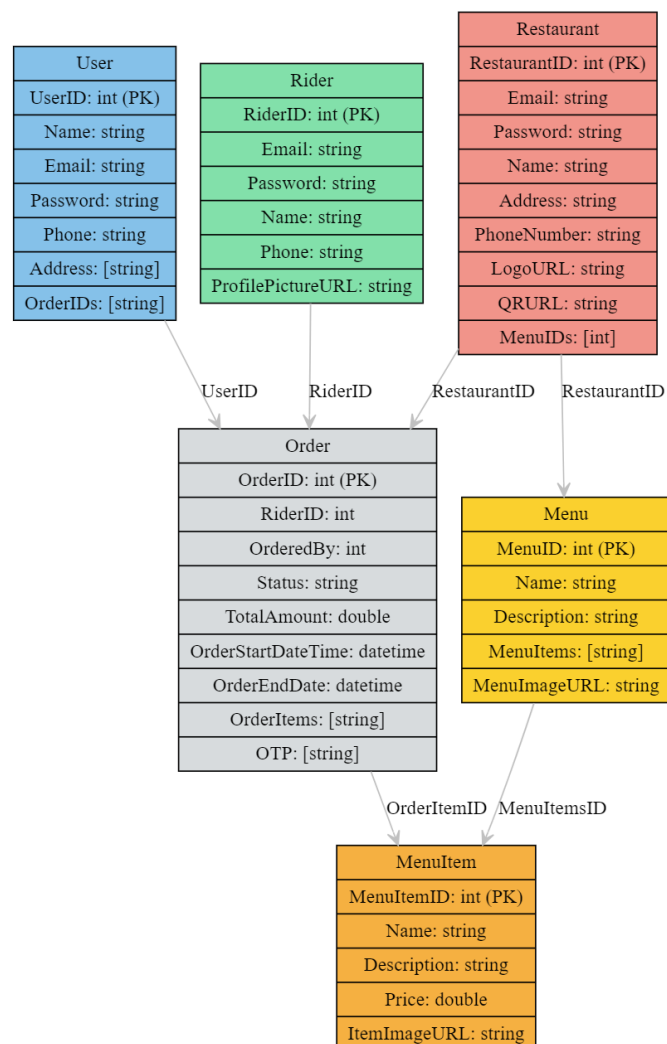 User
UserID: int (PK)
Name: string
Email: string
Password: string
Phone: string
Address: [string]
OrderIDs: [string]
Rider
RiderID: int (PK)
Email: string
Password: string
Name: string
Phone: string
ProfilePictureURL: string
Restaurant
RestaurantID: int (PK)
Email: string
Password: string
Name: string
Address: string
PhoneNumber: string
LogoURL: string
QRURL: string
MenuIDs: [int]
UserID
RiderID
RestaurantID
RestaurantID
Order
OrderID: int (PK)
RiderID: int
OrderedBy: int
Status: string
TotalAmount: double
OrderStartDateTime: datetime
OrderEndDate: datetime
OrderItems: [string]
OTP: [string]
Menu
MenuID: int (PK)
Name: string
Description: string
MenuItems: [string]
MenuImageURL: string
OrderItemID
MenuItemsID
MenuItem
MenuItemID: int (PK)
Name: string
Description: string
Price: double
ItemImageURL: string